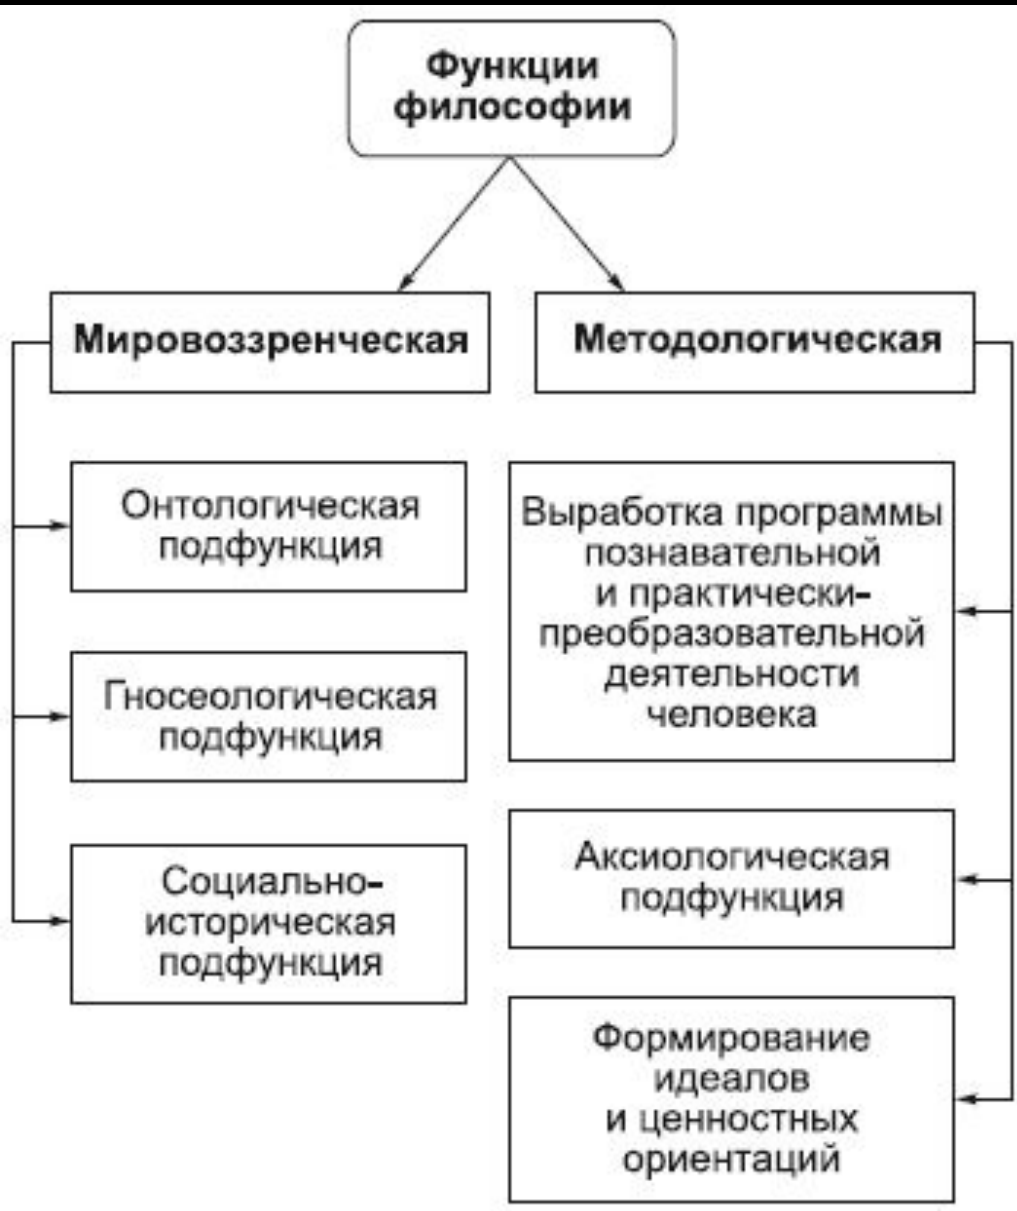 Функции
философии
Мировоззренческая
Методологическая
Онтологическая
подфункция
Гносеологическая
подфункция
Социально-
историческая
подфункция
Выработка программы
познавательной
и практически-
преобразовательной
деятельности
человека
Аксиологическая
подфункция
Формирование
идеалов
и ценностных
ориентаций